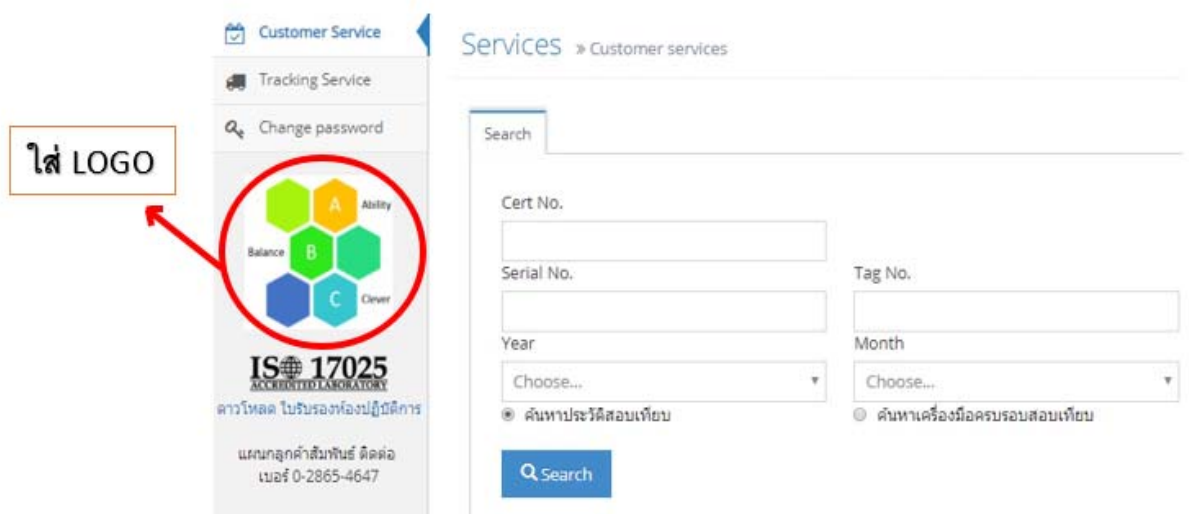 Customer Service
Tracking Service
Change password
ใส่ LOGO
A Ability
Balance B
C Clever
IS 17025
ACCREDITED LABORATORY
ดาวโหลด ใบรับรองห้องปฏิบัติการ
แผนกลูกค้าสัมพันธ์ ติดต่อ
เบอร์ 0-2865-4647
Services » Customer services
Search
Cert No.
Serial No.
Tag No.
Year
Month
Choose...
Choose...
ค้นหาประวัติสอบเทียบ
ค้นหาเครื่องมือครบรอบสอบเทียบ
Search